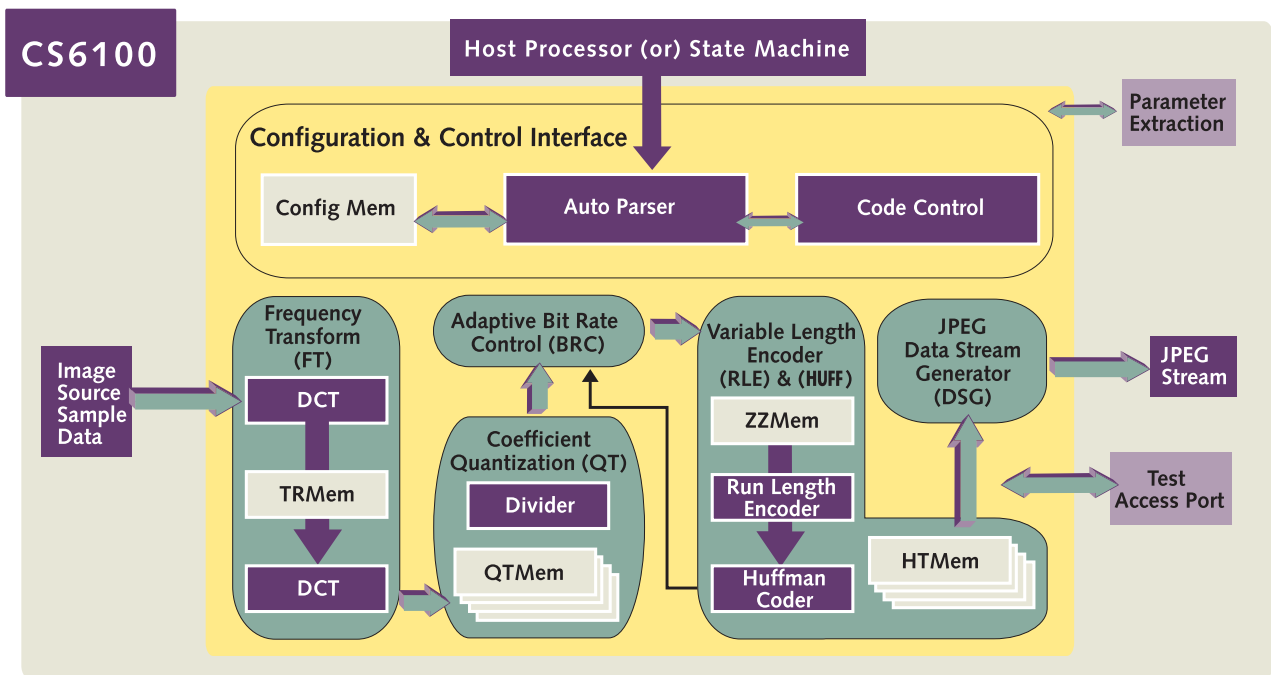 CS6100
Host Processor (or) State Machine
Parameter
Extraction
Configuration & Control Interface
Config Mem
Auto Parser
Code Control
Image
Source
Sample
Data
Frequency
Transform
(FT)
DCT
TRMem
DCT
Adaptive Bit Rate
Control (BRC)
Coefficient
Quantization (QT)
Divider
QTMem
Variable Length
Encoder
(RLE) & (HUFF)
ZZMem
Run Length
Encoder
Huffman
Coder
HTMem
JPEG
Data Stream
Generator
(DSG)
JPEG
Stream
Test
Access Port